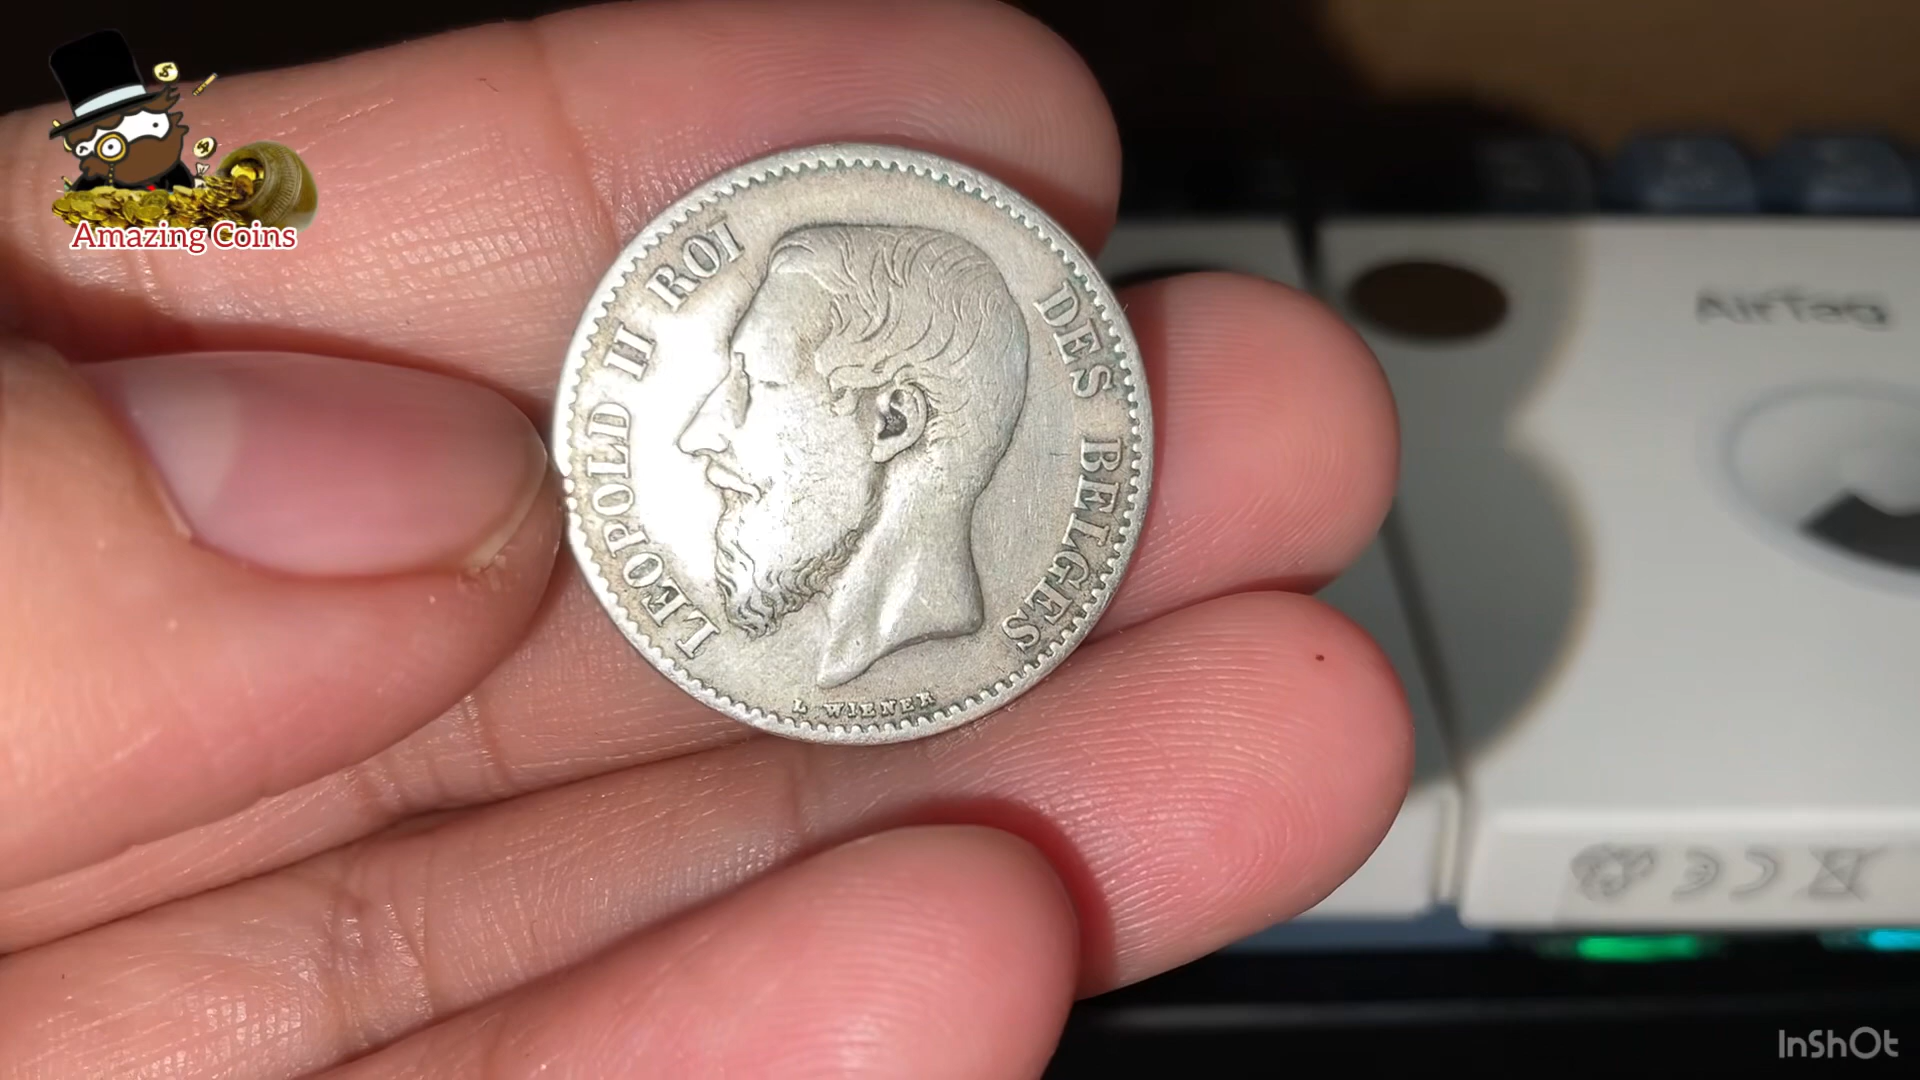 Amazing Coins
LEOPOLD II ROI DES BELGES
L. WIENER
AirTag
InShOt